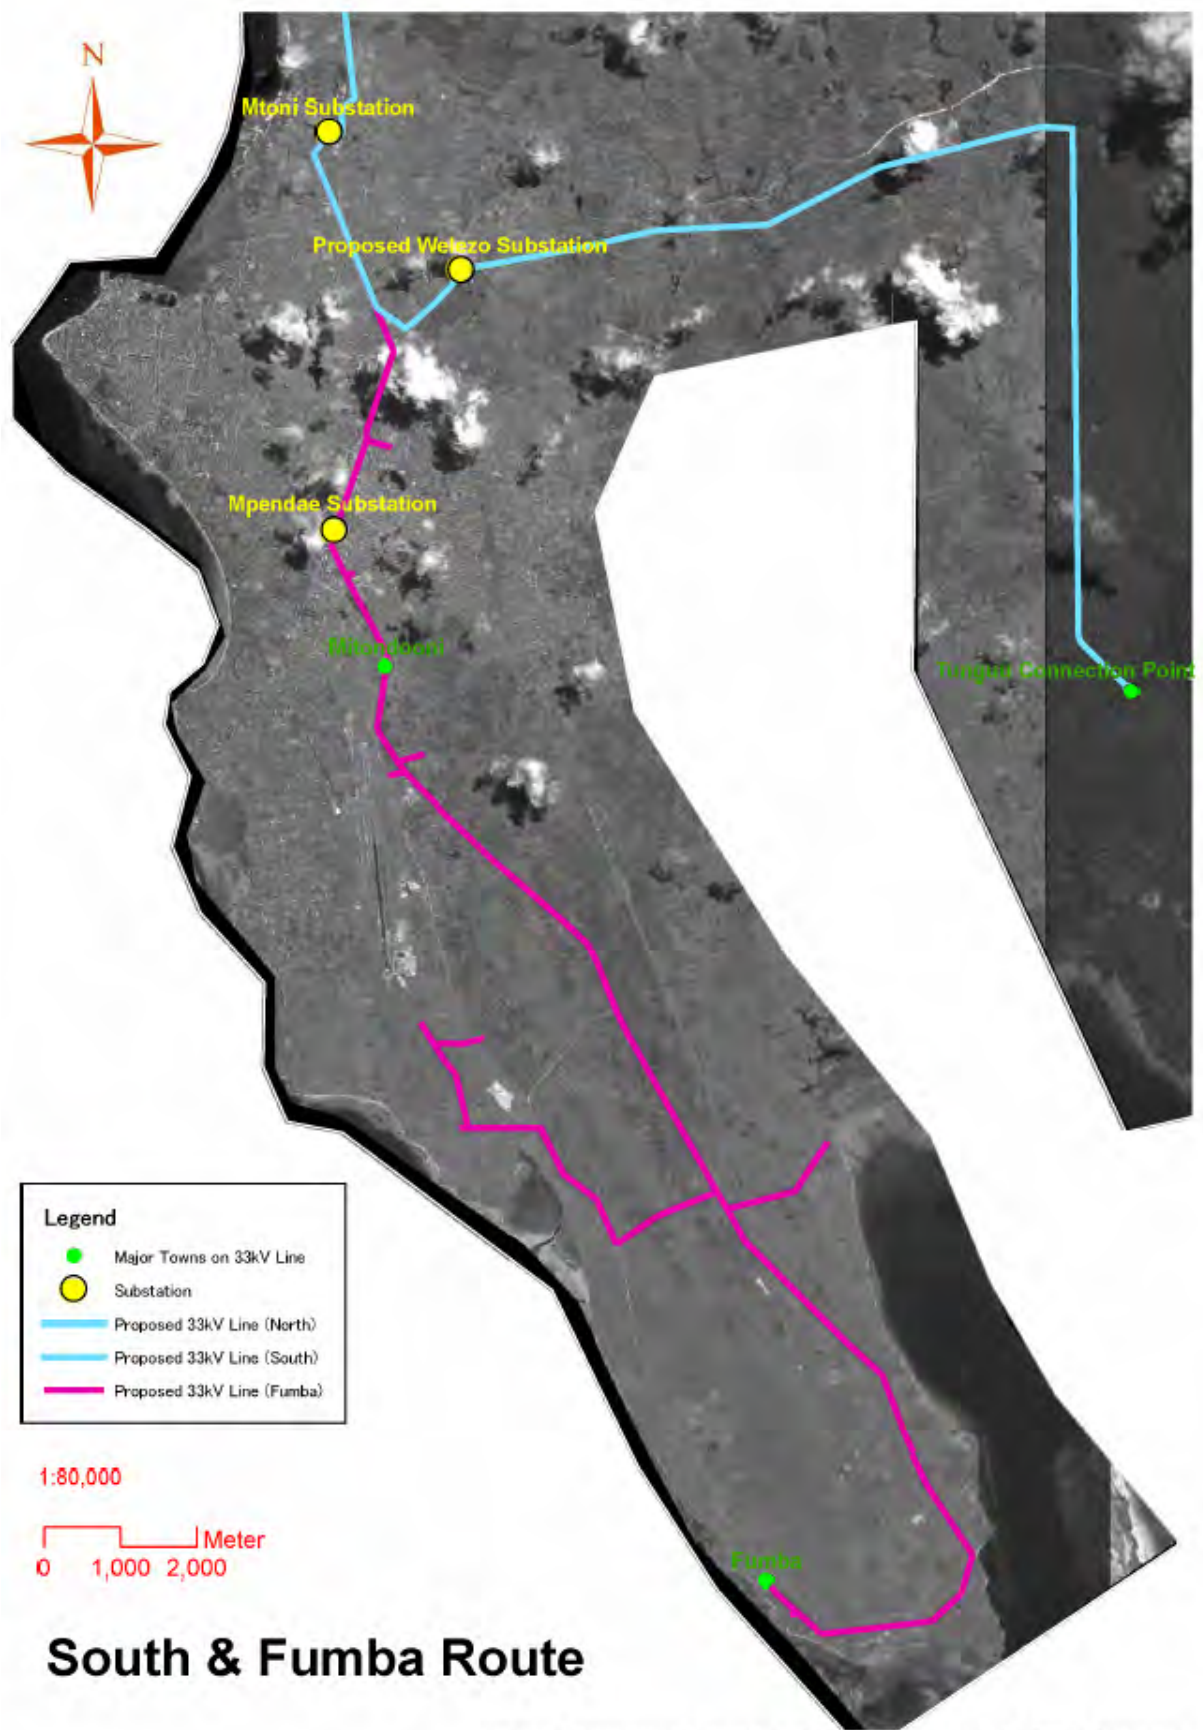 N
Mtoni Substation
Proposed Welezo Substation
Mpendae Substation
Tunguu Connection Point
Legend
Major Towns on 33kV Line
Substation
Proposed 33kV Line (North)
Proposed 33kV Line (South)
Proposed 33kV Line (Fumba)
1:80,000
Meter
0 1,000 2,000
Fumba
South & Fumba Route